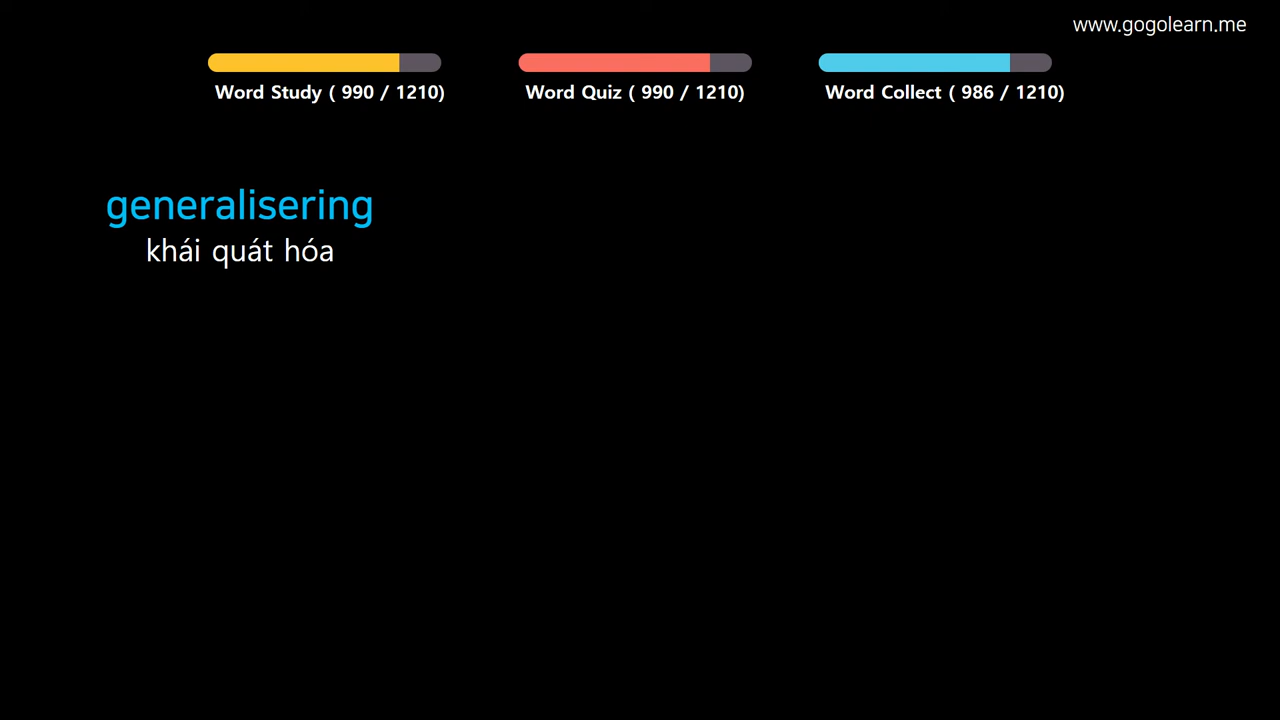 www.gogolearn.me
Word Study ( 990 / 1210)
Word Quiz ( 990 / 1210)
Word Collect ( 986 / 1210)
generalisering
khái quát hóa